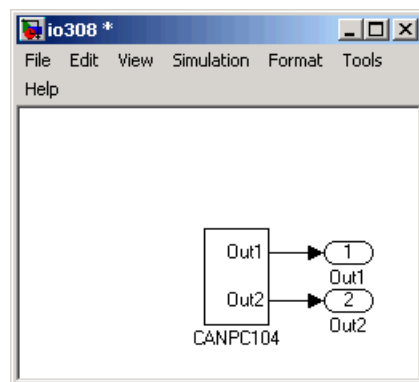 io308 *
File Edit View Simulation Format Tools
Help
Out1 1
Out1
Out2 2
Out2
CANPC104